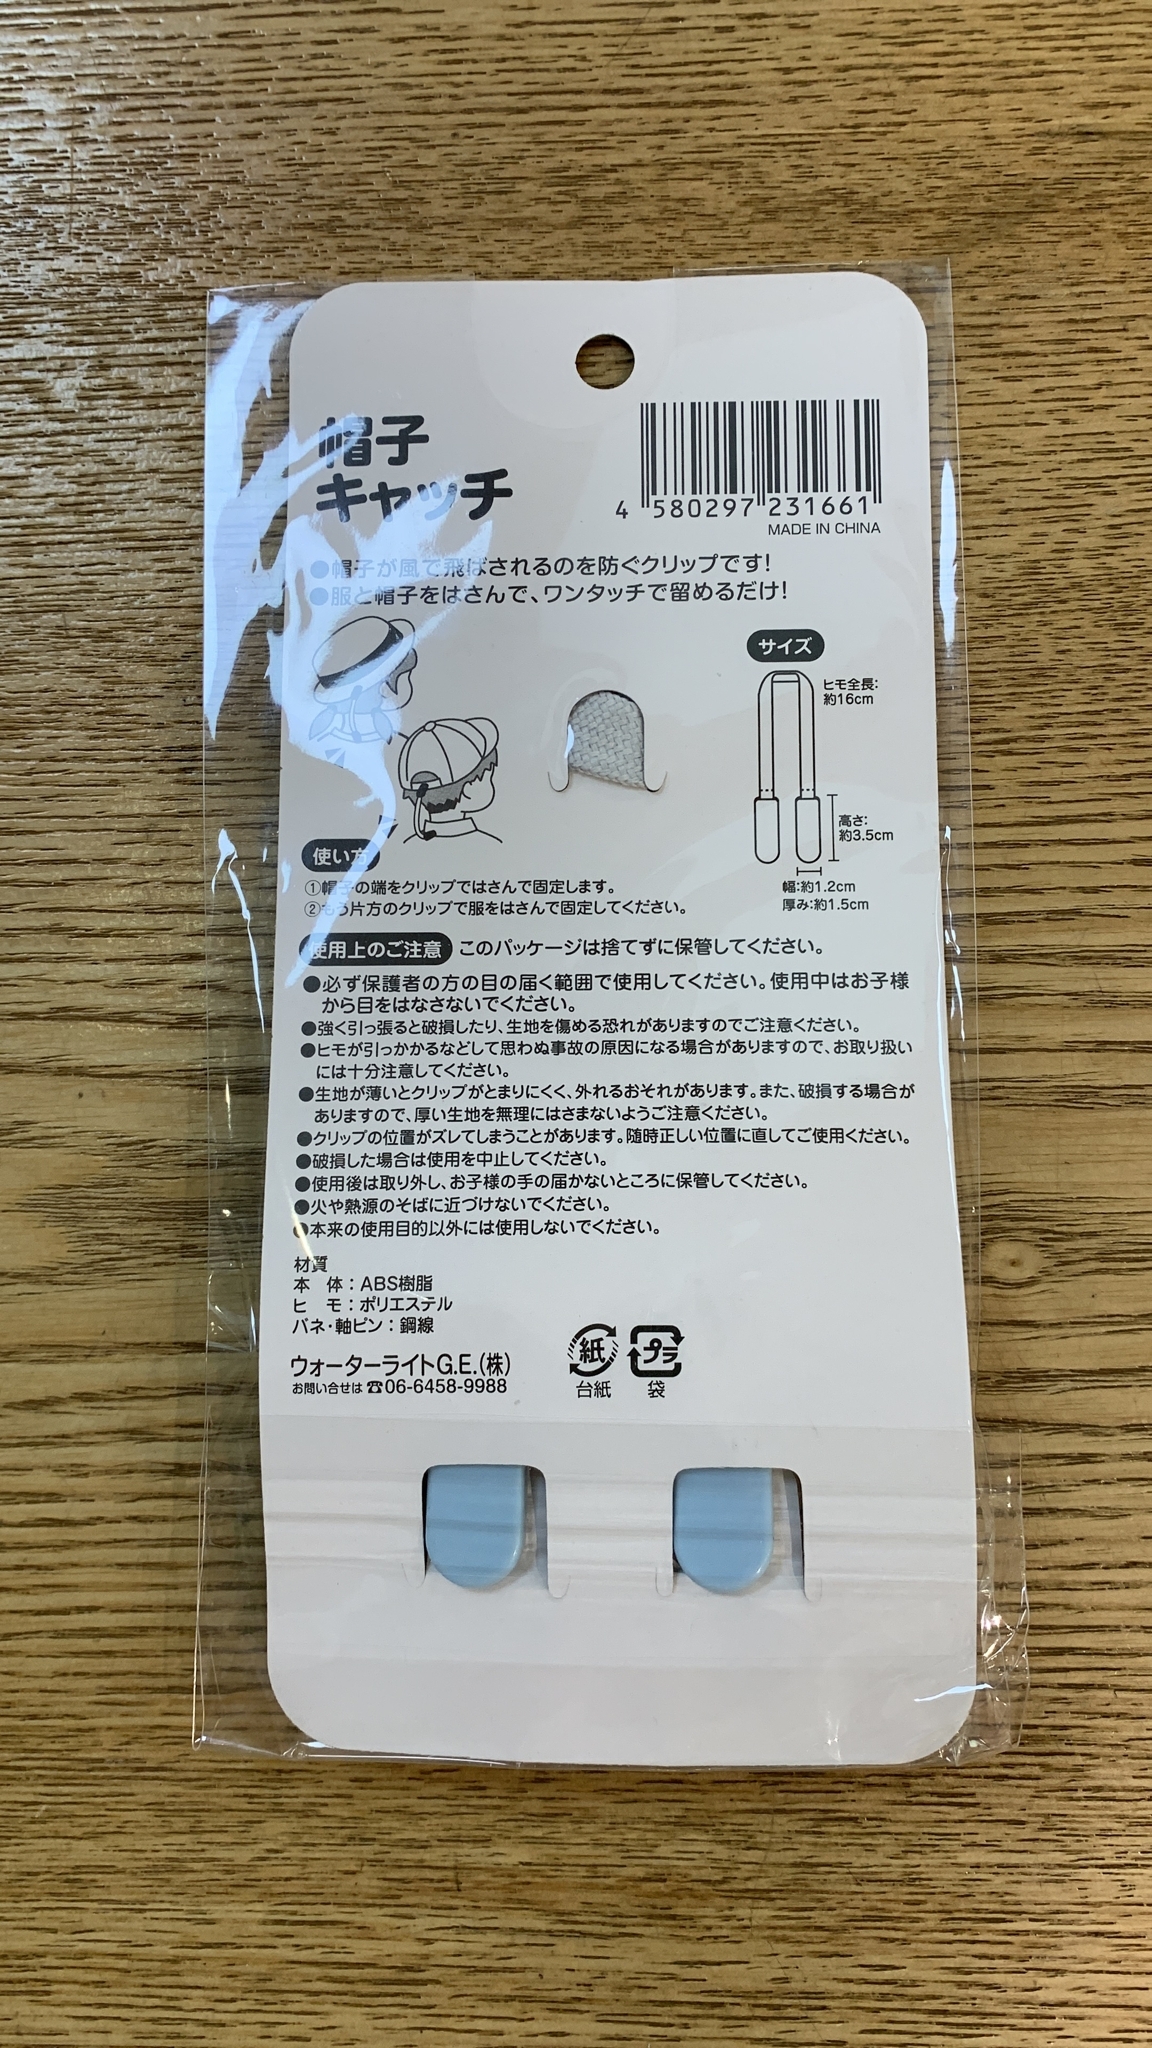 帽子
キャッチ
4 580297 231661
MADE IN CHINA
●帽子が風で飛ばされるのを防ぐクリップです!
●服と帽子をはさんで、ワンタッチで留めるだけ!
サイズ
ヒモ全長:
約16cm
高さ:
約3.5cm
幅:約1.2cm
厚み:約1.5cm
使い方
①帽子の端をクリップではさんで固定します。
②もう片方のクリップで服をはさんで固定してください。
使用上のご注意 このパッケージは捨てずに保管してください。
●必ず保護者の方の目の届く範囲で使用してください。使用中はお子様
から目をはなさないでください。
●強く引っ張ると破損したり、生地を傷める恐れがありますのでご注意ください。
●ヒモが引っかかるなどして思わぬ事故の原因になる場合がありますので、お取り扱い
には十分注意してください。
●生地が薄いとクリップがとまりにくく、外れるおそれがあります。また、破損する場合が
ありますので、厚い生地を無理にはさまないようご注意ください。
●クリップの位置がズレてしまうことがあります。随時正しい位置に直してご使用ください。
●破損した場合は使用を中止してください。
●使用後は取り外し、お子様の手の届かないところに保管してください。
●火や熱源のそばに近づけないでください。
●本来の使用目的以外には使用しないでください。
材質
本 体:ABS樹脂
ヒ モ:ポリエステル
バネ・軸ピン:鋼線
ウォーターライトG.E.(株)
お問い合せは☎06-6458-9988
紙
台紙
プラ
袋